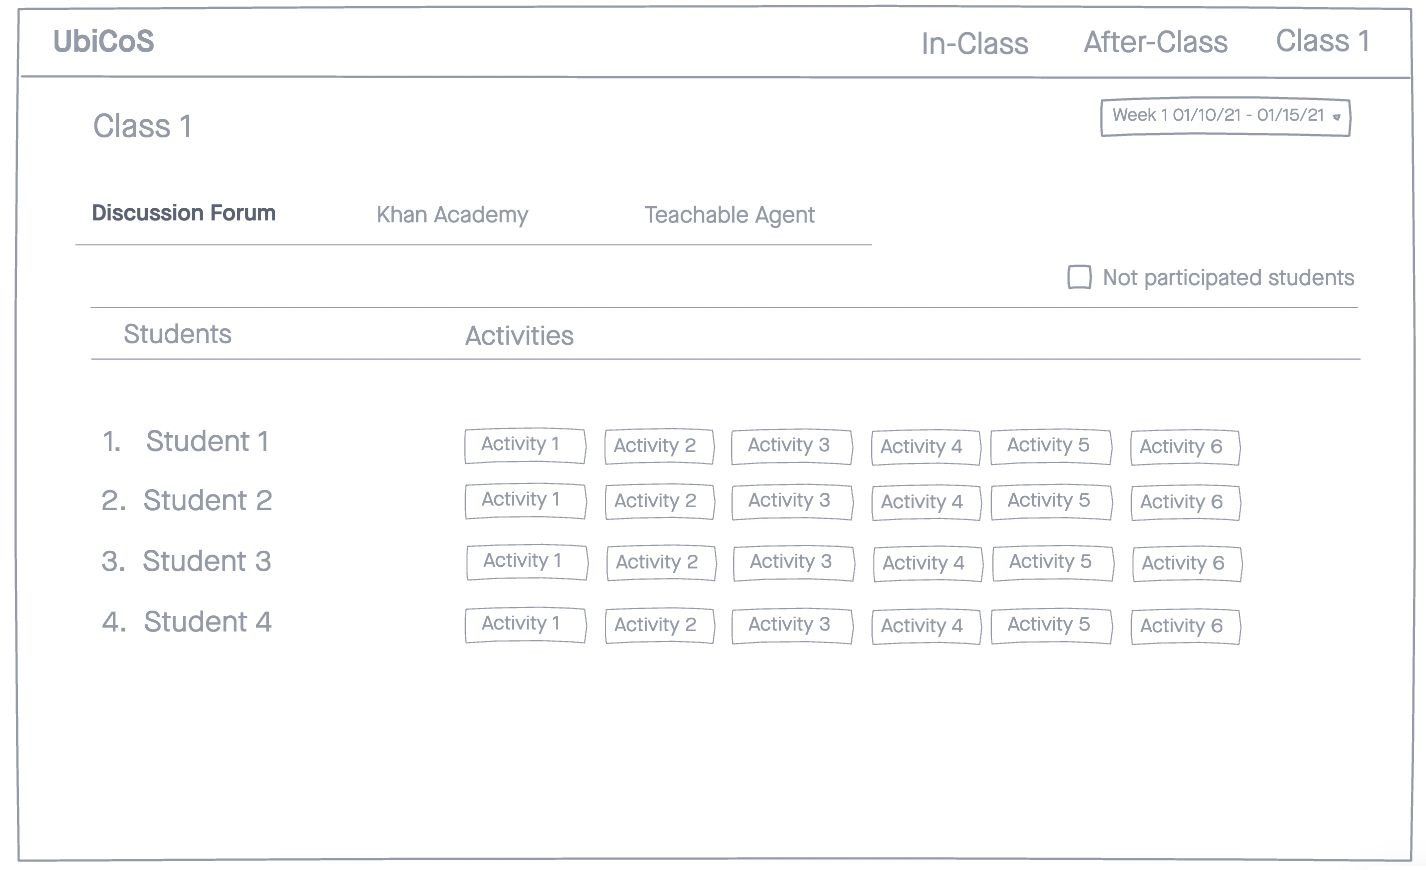 UbiCoS In-Class After-Class Class 1
Class 1 Week 1 01/10/21 - 01/15/21
Discussion Forum Khan Academy Teachable Agent
Not participated students
Students Activities
1. Student 1 Activity 1 Activity 2 Activity 3 Activity 4 Activity 5 Activity 6
2. Student 2 Activity 1 Activity 2 Activity 3 Activity 4 Activity 5 Activity 6
3. Student 3 Activity 1 Activity 2 Activity 3 Activity 4 Activity 5 Activity 6
4. Student 4 Activity 1 Activity 2 Activity 3 Activity 4 Activity 5 Activity 6